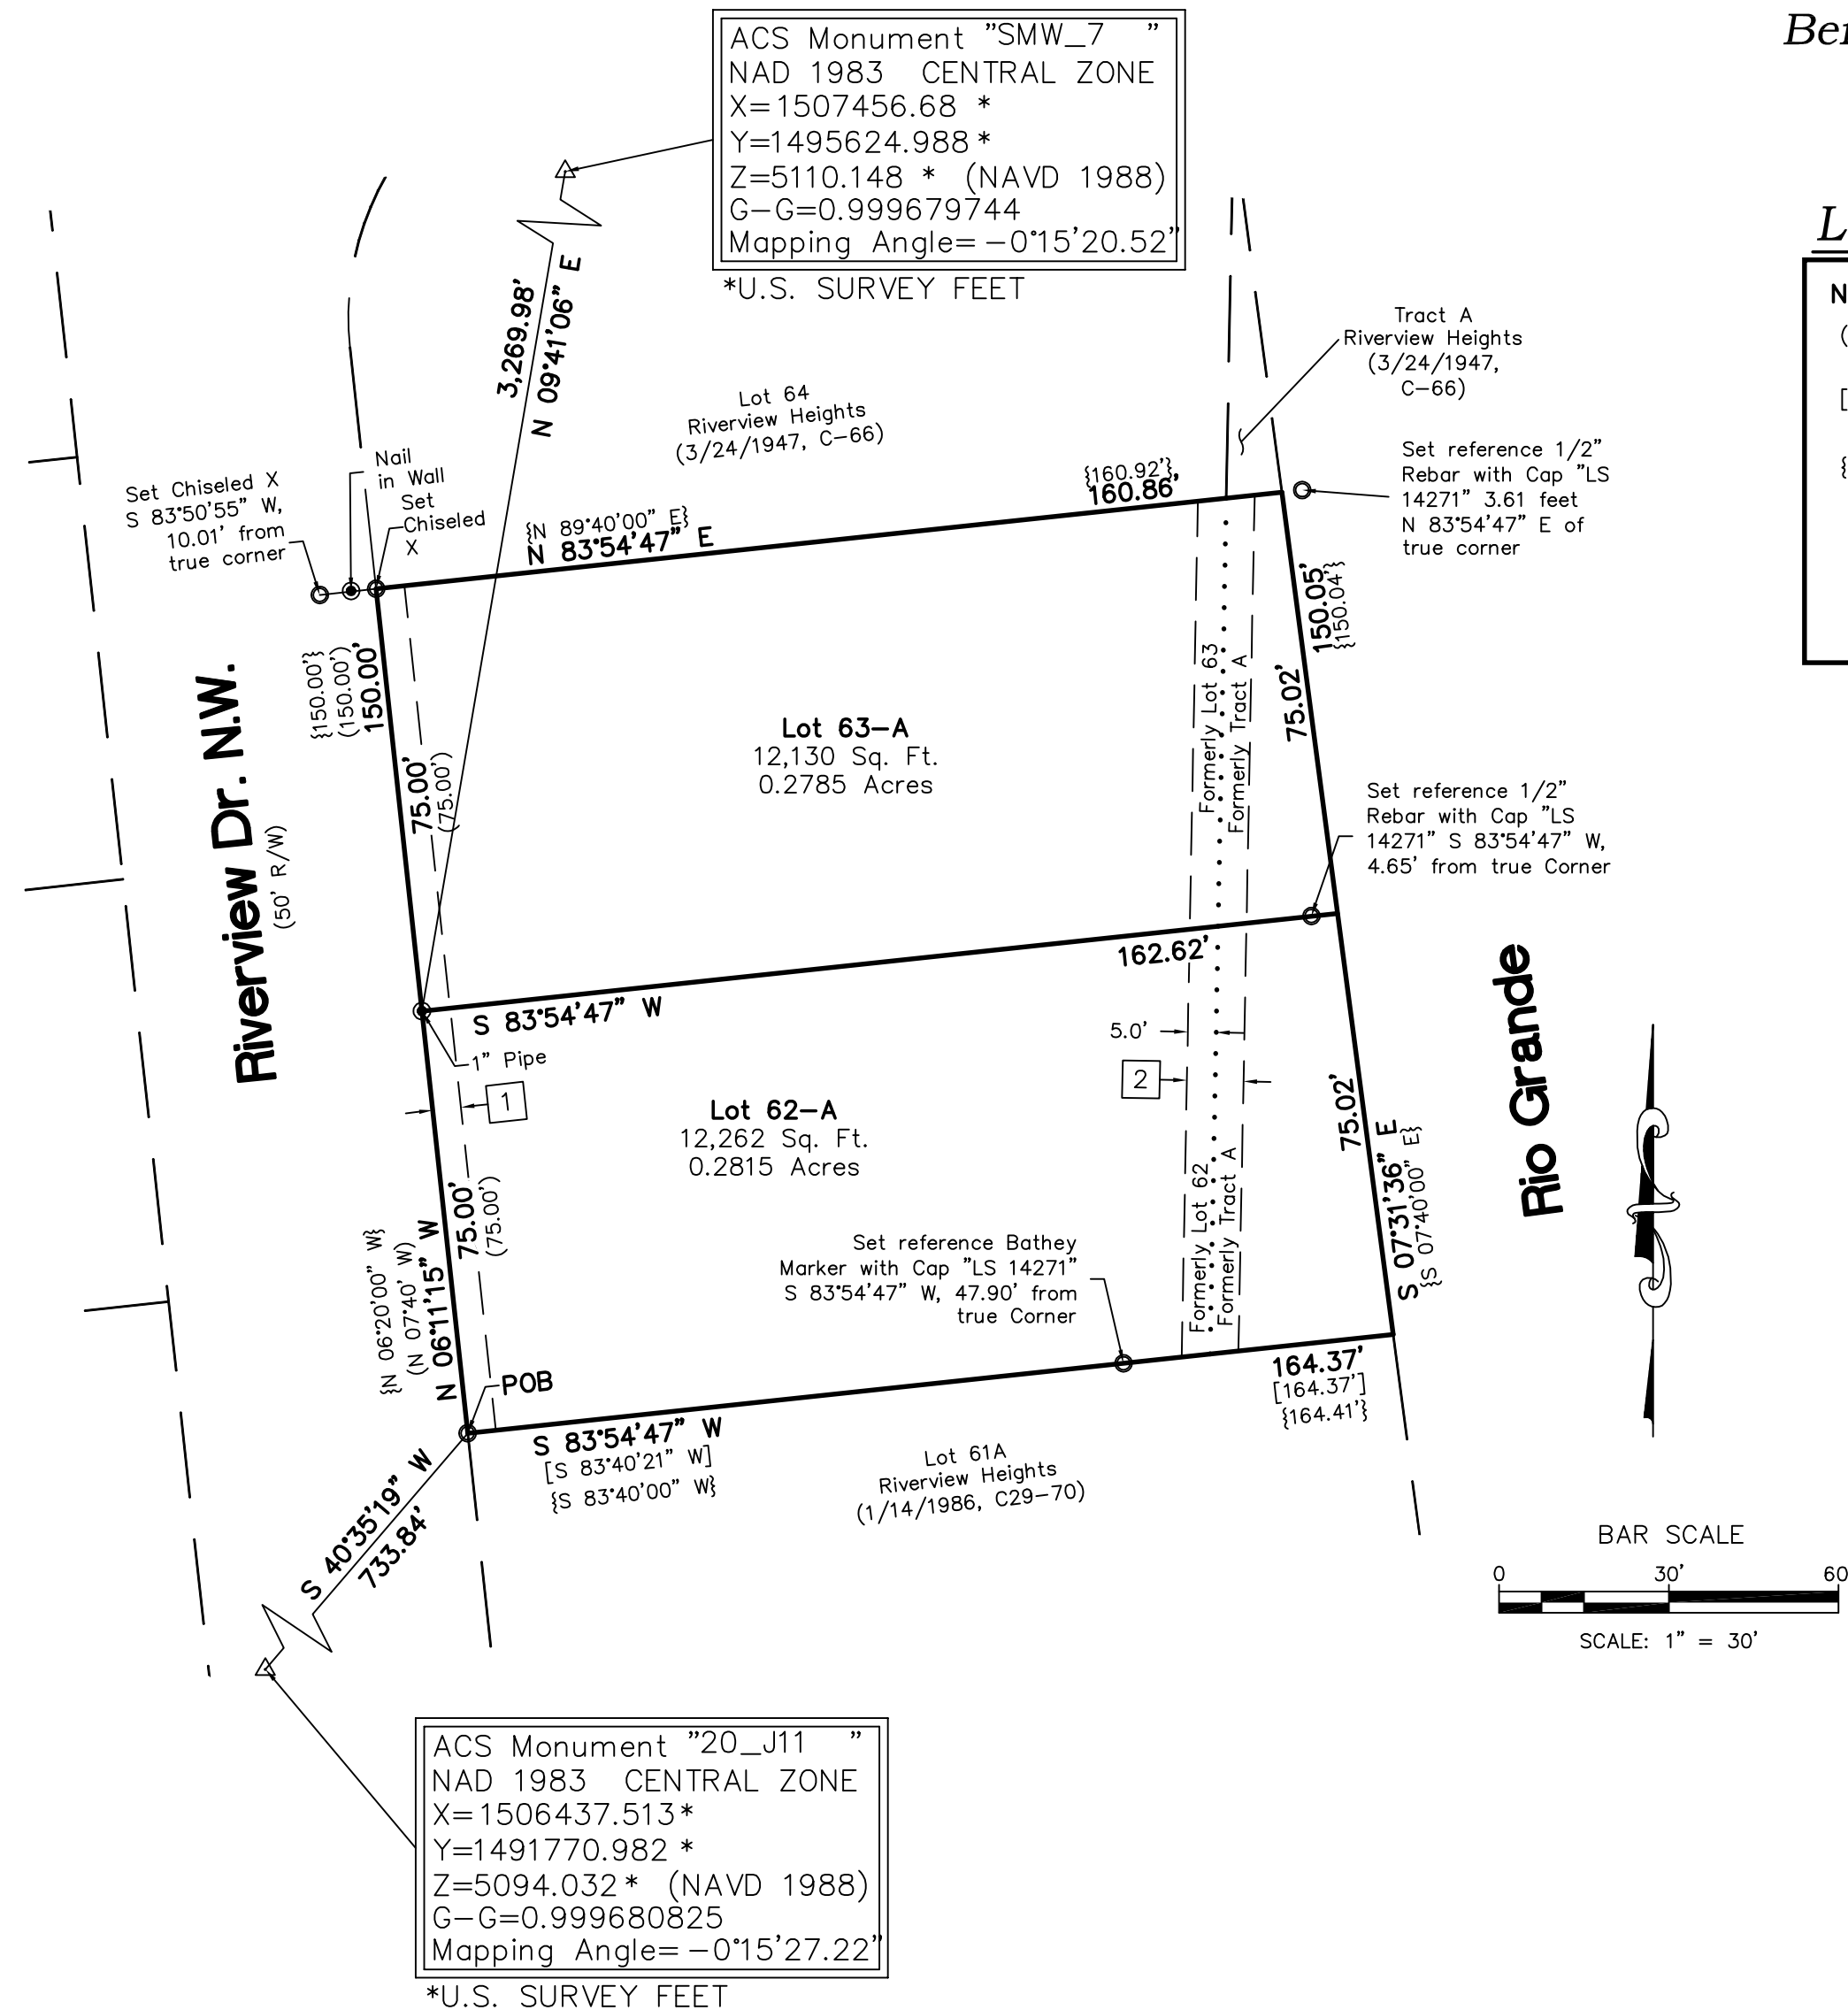 Ber
ACS Monument "SMW_7 "
NAD 1983 CENTRAL ZONE
X=1507456.68 *
Y=1495624.988 *
Z=5110.148 * (NAVD 1988)
G-G=0.999679744
Mapping Angle= -0°15'20.52"
*U.S. SURVEY FEET
L
N
(
[
{
3,269.98'
N 09°41'06" E
Lot 64
Riverview Heights
(3/24/1947, C-66)
Tract A
Riverview Heights
(3/24/1947,
C-66)
Set reference 1/2"
Rebar with Cap "LS
14271" 3.61 feet
N 83°54'47" E of
true corner
Set Chiseled X
S 83°50'55" W,
10.01' from
true corner
Nail
in Wall
Set
Chiseled
X
{N 89°40'00" E}
N 83°54'47" E
{160.92'}
160.86'
{150.00'}
(150.00')
150.00'
75.00'
(75.00')
Riverview Dr. N.W.
(50' R/W)
Lot 63-A
12,130 Sq. Ft.
0.2785 Acres
Formerly Lot 63
Formerly Tract A
150.05'
{150.04'}
75.02'
Set reference 1/2"
Rebar with Cap "LS
14271" S 83°54'47" W,
4.65' from true Corner
162.62'
S 83°54'47" W
1" Pipe
1
5.0'
2
Lot 62-A
12,262 Sq. Ft.
0.2815 Acres
Formerly Lot 62
Formerly Tract A
75.02'
S 07°31'36" E
{S 07°40'00" E}
Rio Grande
75.00'
(75.00')
{N 06°20'00" W}
(N 07°40' W)
N 06°11'15" W
Set reference Bathey
Marker with Cap "LS 14271"
S 83°54'47" W, 47.90' from
true Corner
POB
164.37'
[164.37']
{164.41'}
S 83°54'47" W
[S 83°40'21" W]
{S 83°40'00" W}
Lot 61A
Riverview Heights
(1/14/1986, C29-70)
S 40°35'19" W
733.84'
BAR SCALE
0 30' 60
SCALE: 1" = 30'
ACS Monument "20_J11 "
NAD 1983 CENTRAL ZONE
X=1506437.513*
Y=1491770.982 *
Z=5094.032* (NAVD 1988)
G-G=0.999680825
Mapping Angle= -0°15'27.22"
*U.S. SURVEY FEET